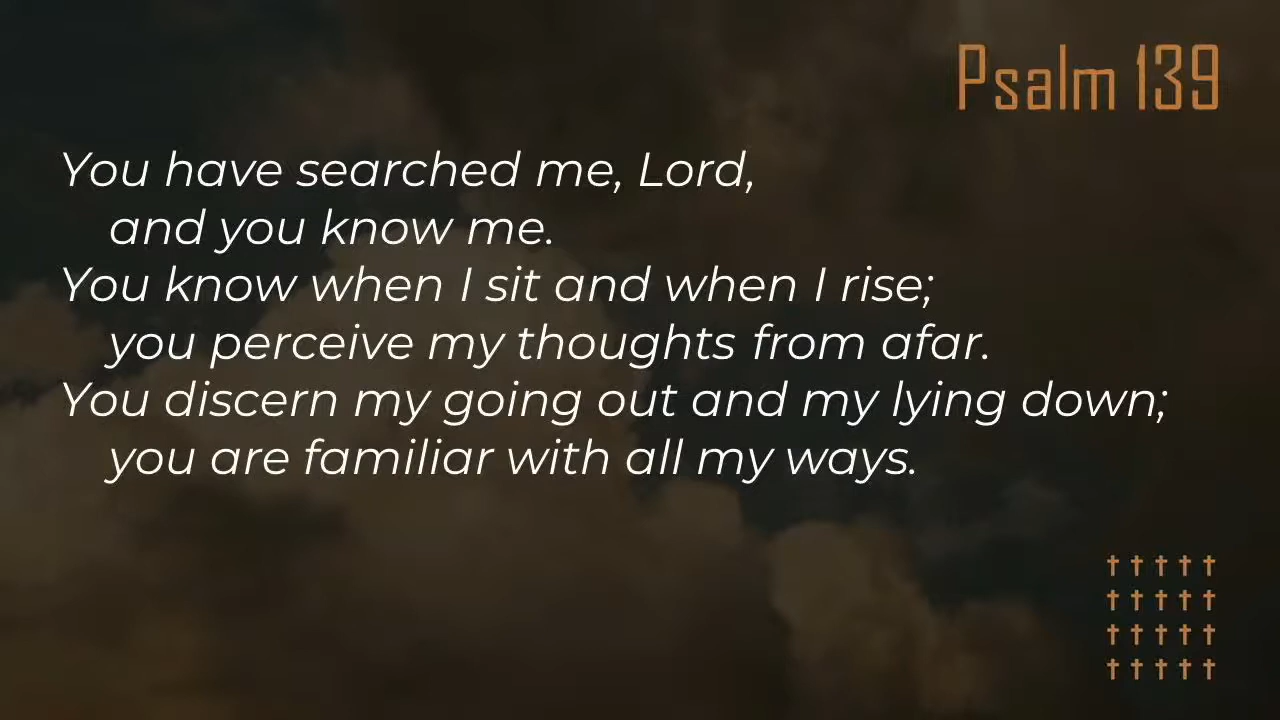 Psalm 139
You have searched me, Lord,
and you know me.
You know when I sit and when I rise;
you perceive my thoughts from afar.
You discern my going out and my lying down;
you are familiar with all my ways.